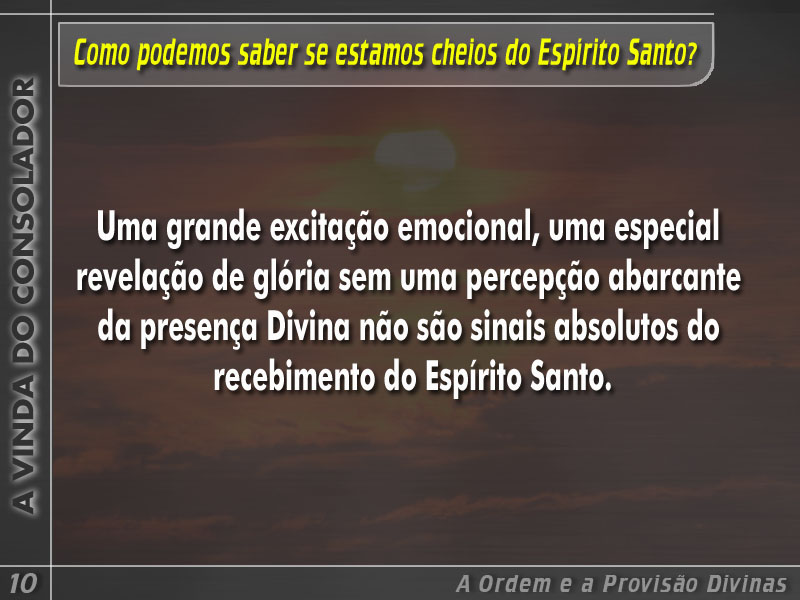 Como podemos saber se estamos cheios do Espírito Santo?
A VINDA DO CONSOLADOR
Uma grande excitação emocional, uma especial
revelação de glória sem uma percepção abarcante
da presença Divina não são sinais absolutos do
recebimento do Espírito Santo.
10
A Ordem e a Provisão Divinas